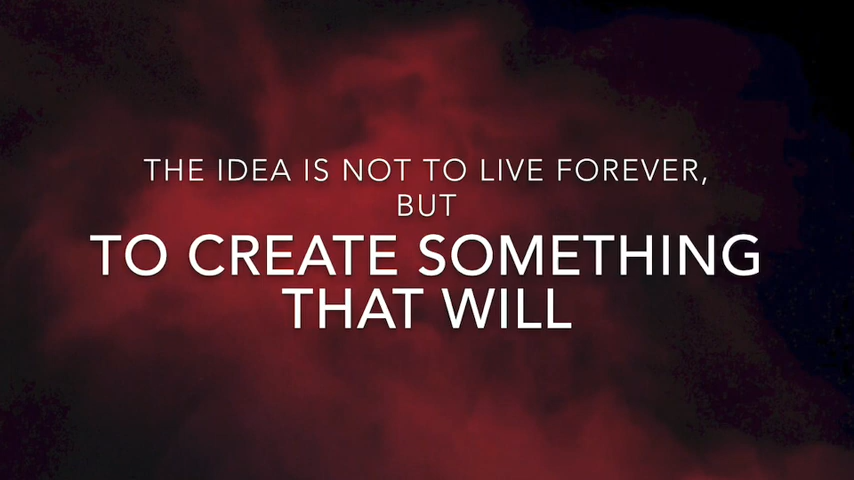 THE IDEA IS NOT TO LIVE FOREVER,
BUT
TO CREATE SOMETHING
THAT WILL